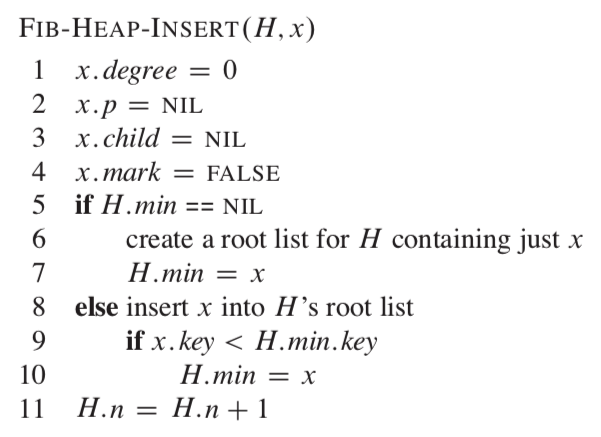 FIB-HEAP-INSERT(H, x)
1 x.degree = 0
2 x.p = NIL
3 x.child = NIL
4 x.mark = FALSE
5 if H.min == NIL
6 create a root list for H containing just x
7 H.min = x
8 else insert x into H’s root list
9 if x.key < H.min.key
10 H.min = x
11 H.n = H.n + 1